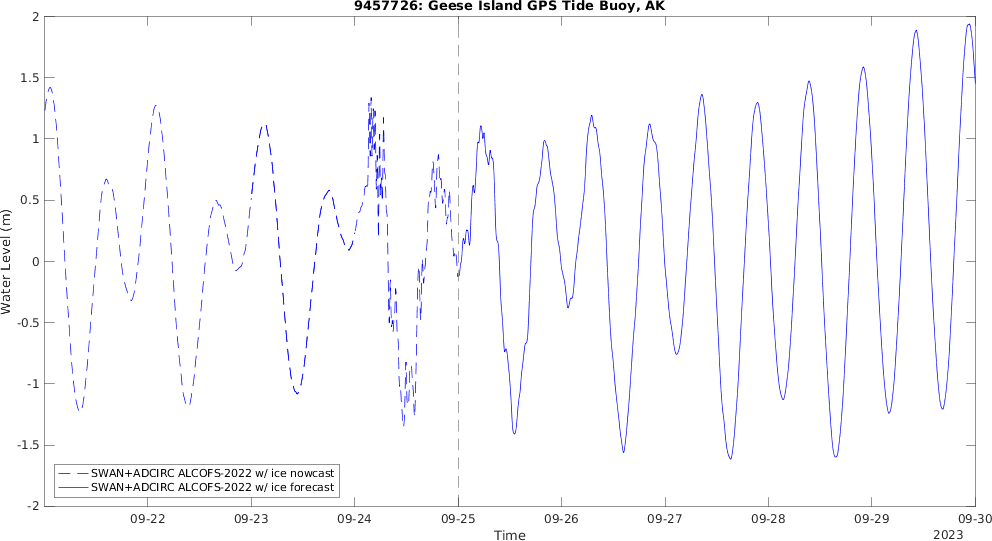 9457726: Geese Island GPS Tide Buoy, AK
Water Level (m)
2
1.5
1
0.5
0
-0.5
-1
-1.5
-2
SWAN+ADCIRC ALCOFS-2022 w/ ice nowcast
SWAN+ADCIRC ALCOFS-2022 w/ ice forecast
09-22 09-23 09-24 09-25 09-26 09-27 09-28 09-29 09-30
Time
2023